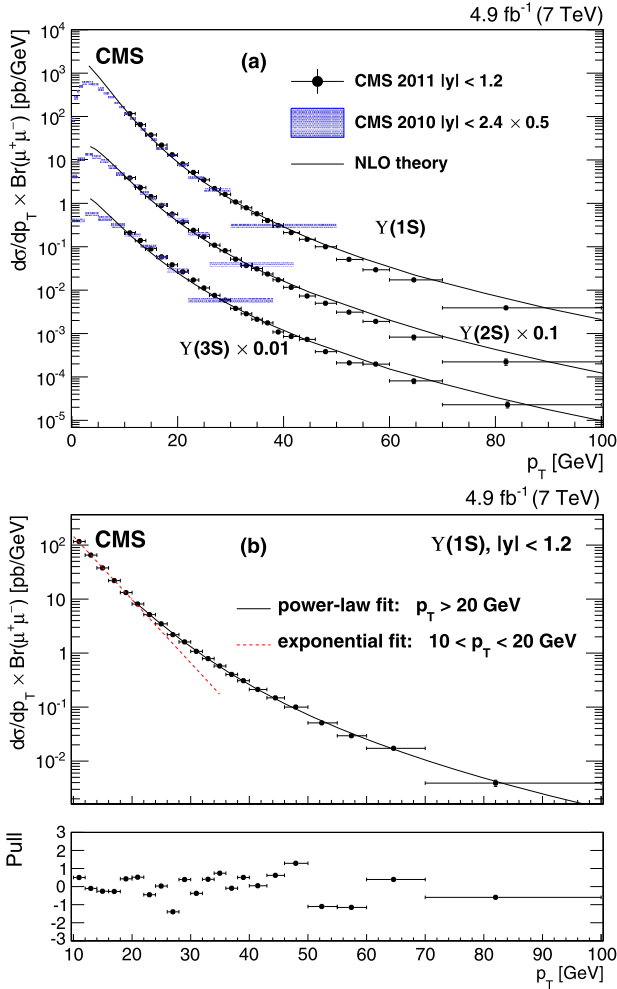 4.9 fb⁻¹ (7 TeV)
CMS
(a)
CMS 2011 |y| < 1.2
CMS 2010 |y| < 2.4 × 0.5
NLO theory
ϒ(1S)
ϒ(2S) × 0.1
ϒ(3S) × 0.01
dσ/dp_T × Br(μ⁺μ⁻) [pb/GeV]
10⁴
10³
10²
10
1
10⁻¹
10⁻²
10⁻³
10⁻⁴
10⁻⁵
0 20 40 60 80 100
p_T [GeV]
4.9 fb⁻¹ (7 TeV)
CMS
(b)
ϒ(1S), |y| < 1.2
power-law fit: p_T > 20 GeV
exponential fit: 10 < p_T < 20 GeV
dσ/dp_T × Br(μ⁺μ⁻) [pb/GeV]
10²
10
1
10⁻¹
10⁻²
Pull
3
2
1
0
-1
-2
-3
10 20 30 40 50 60 70 80 90 100
p_T [GeV]